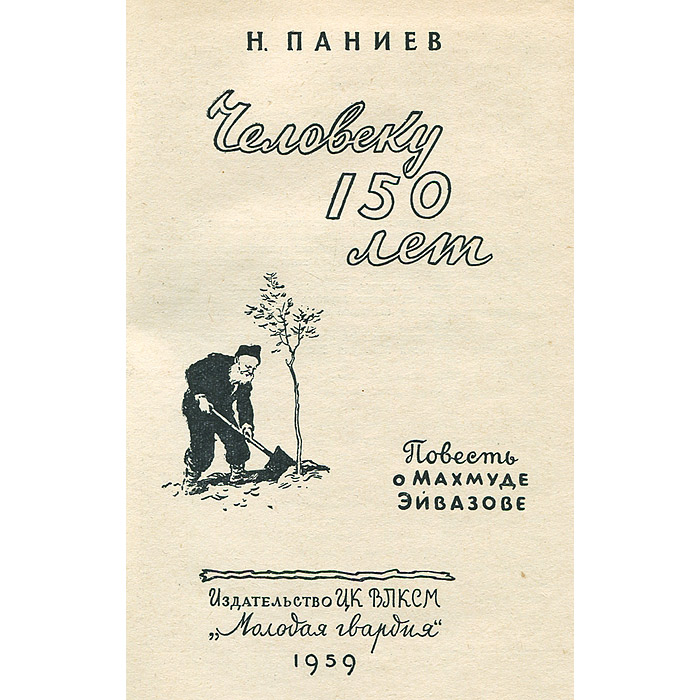 Н. ПАНИЕВ
Человеку
150
лет
Повесть
о МАХМУДЕ
ЭЙВАЗОВЕ
ИЗДАТЕЛЬСТВО ЦК ВЛКСМ
„Молодая гвардия“
1959